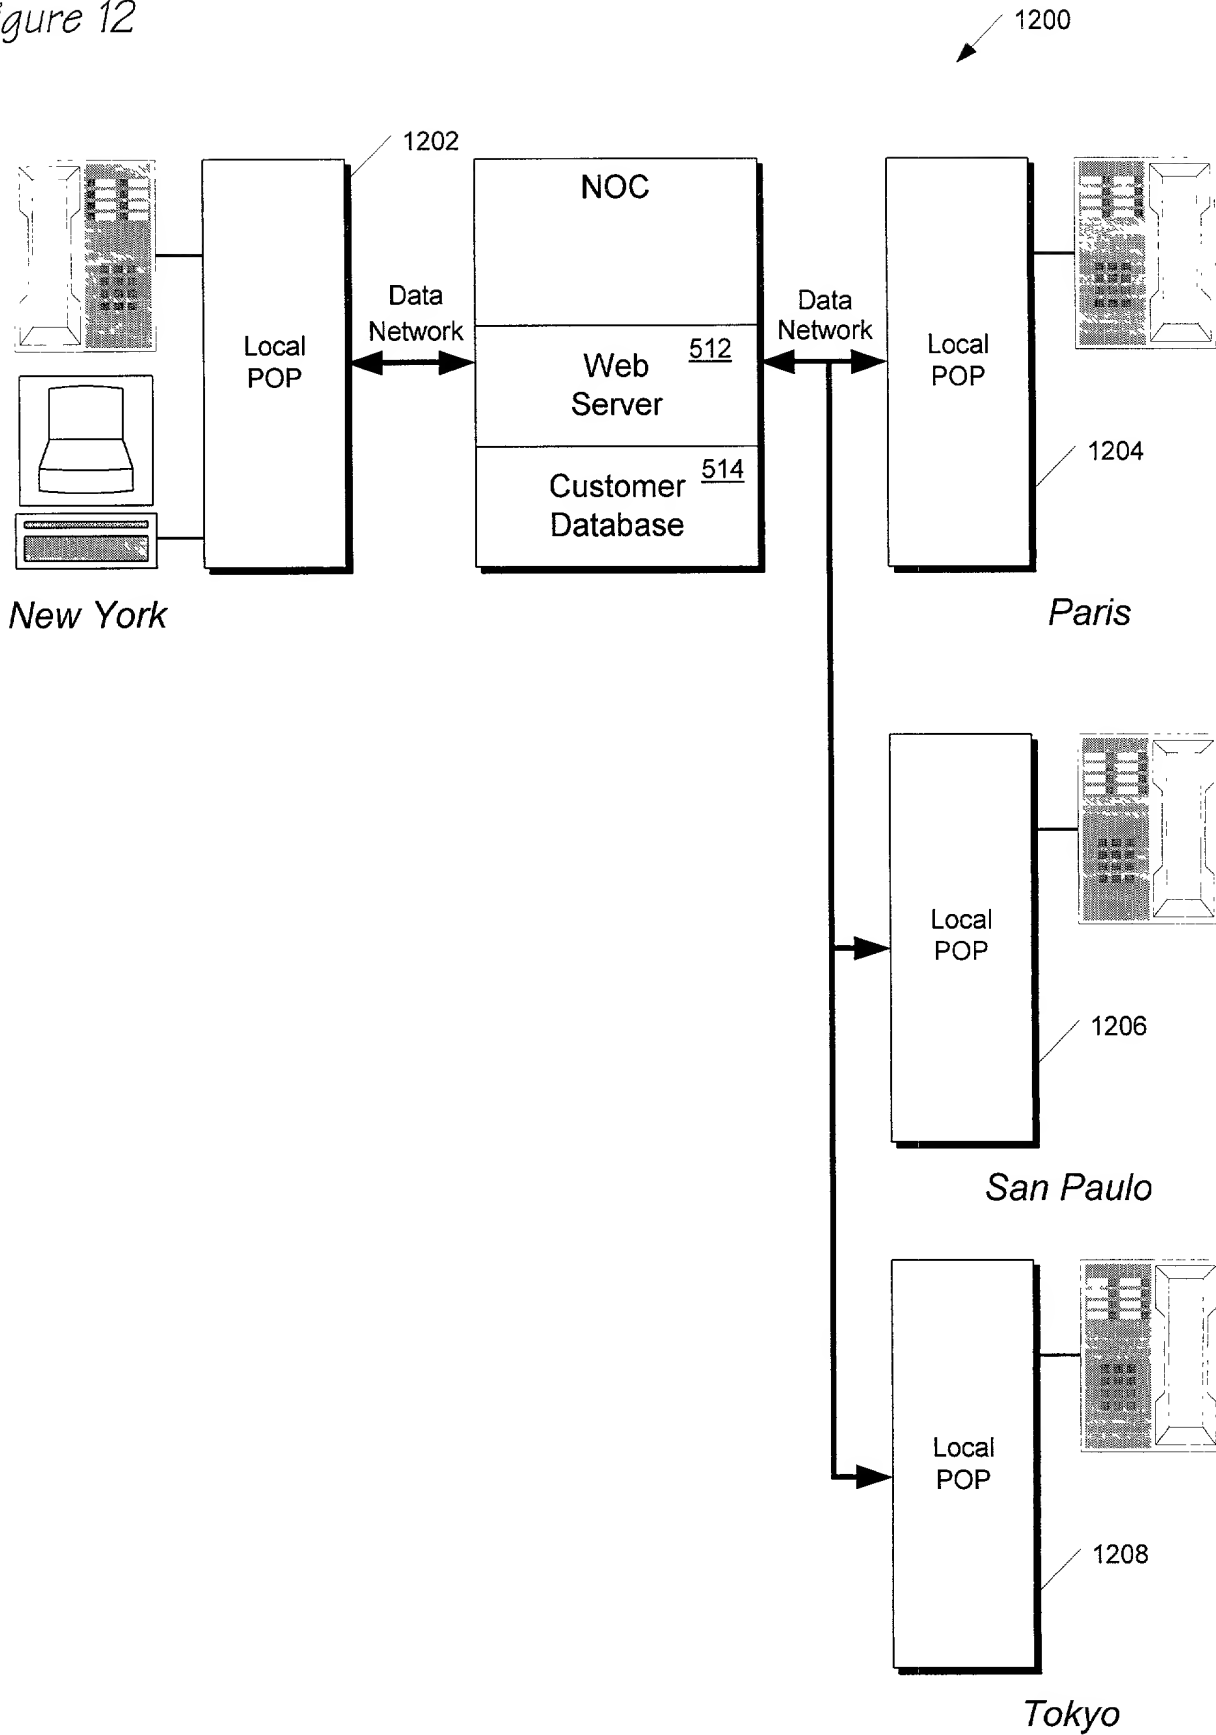 igure 12
1200
1202
NOC
Data
Network
Data
Network
Local
POP
512
Web
Server
Local
POP
1204
514
Customer
Database
New York
Paris
Local
POP
1206
San Paulo
Local
POP
1208
Tokyo